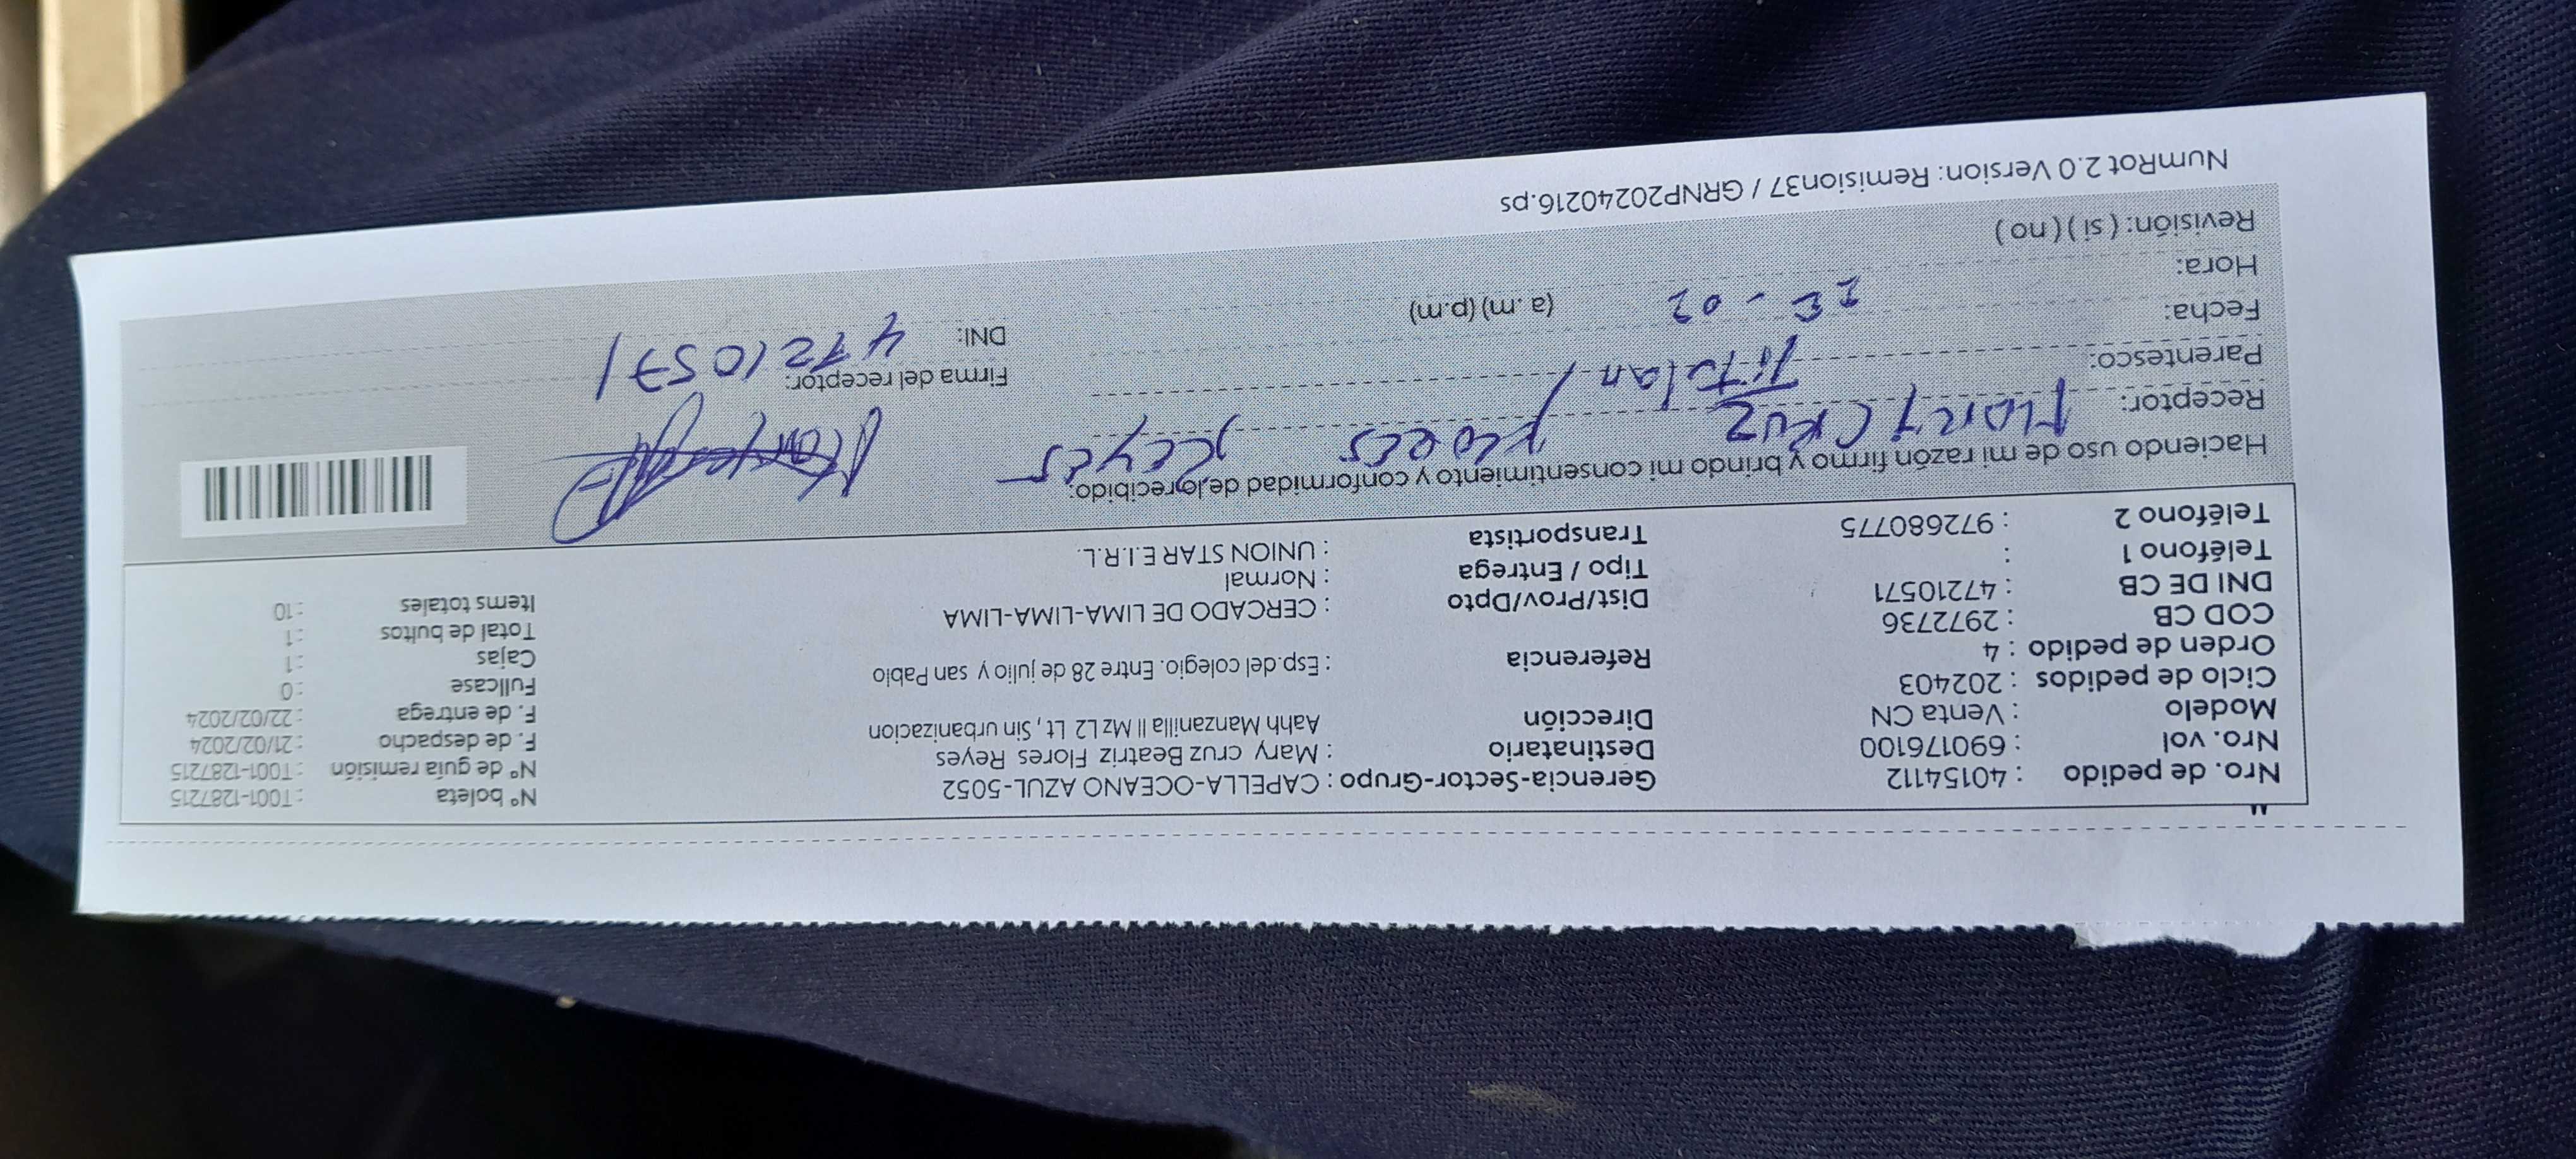 "
Nro. de pedido : 40154112 Gerencia-Sector-Grupo : CAPELLA-OCEANO AZUL-5052 N° boleta : T001-1287215
Nro. vol : 690176100 Destinatario : Mary cruz Beatriz Flores Reyes N° de guía remisión : T001-1287215
Modelo : Venta CN Dirección Aahh Manzanilla II Mz L2 Lt , Sin urbanizacion F. de despacho : 21/02/2024
Ciclo de pedidos : 202403 F. de entrega : 22/02/2024
Orden de pedido : 4 Referencia : Esp.del colegio. Entre 28 de julio y san Pablo Fullcase : 0
COD CB : 2972736 Cajas : 1
DNI DE CB : 47210571 Dist/Prov/Dpto : CERCADO DE LIMA-LIMA-LIMA Total de bultos : 1
Teléfono 1 : Tipo / Entrega : Normal Items totales : 10
Teléfono 2 : 972680775 Transportista : UNION STAR E.I.R.L.
Haciendo uso de mi razón firmo y brindo mi consentimiento y conformidad de lo recibido:
Receptor: Cruz Flores Reyes
Parentesco: Titular Firma del receptor:
Fecha: 02 DNI: 47210571
Hora: (a. m) (p.m)
Revisión: ( si ) ( no )
NumRot 2.0 Version: Remision37 / GRNP20240216.ps